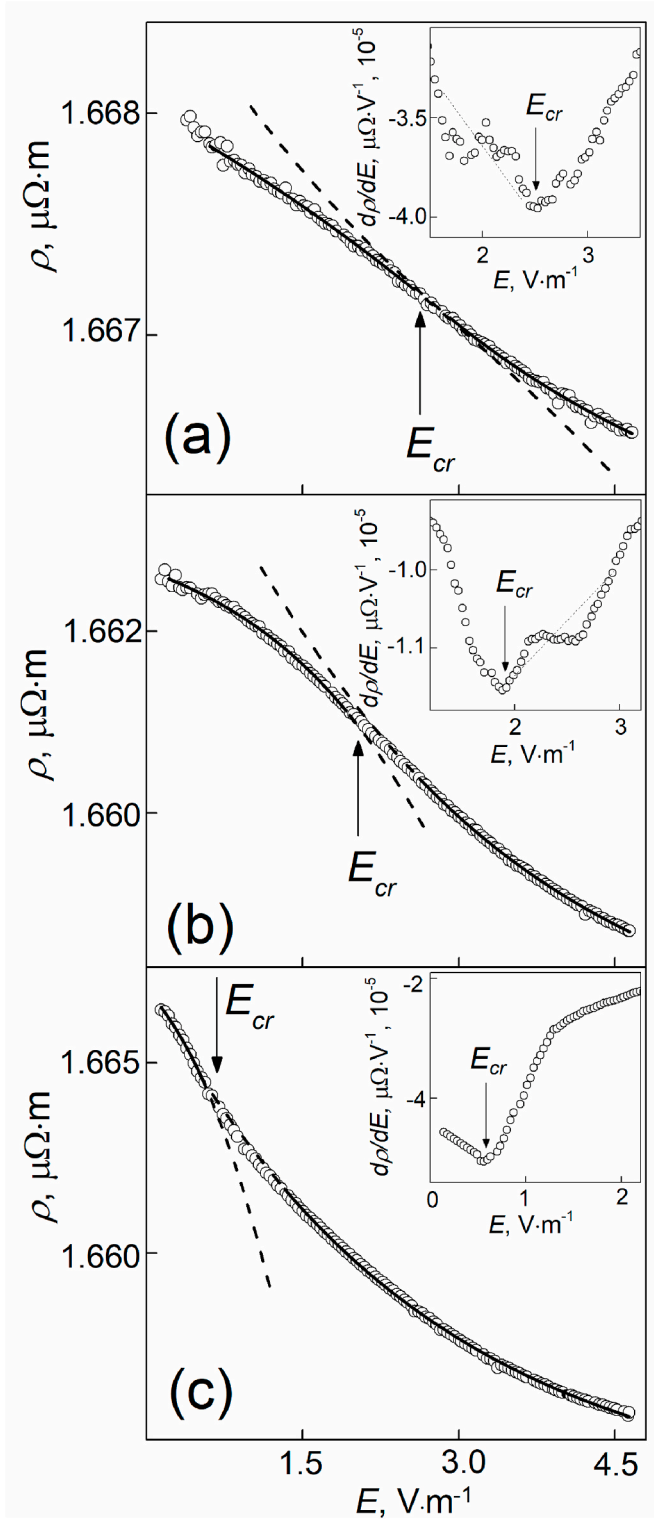 1.668
1.667
ρ, μΩ·m
(a)
E_cr
dρ/dE, μΩ·V⁻¹, 10⁻⁵
-3.5
-4.0
E_cr
2 3
E, V·m⁻¹
1.662
1.660
ρ, μΩ·m
(b)
E_cr
dρ/dE, μΩ·V⁻¹, 10⁻⁵
-1.0
-1.1
E_cr
2 3
E, V·m⁻¹
1.665
1.660
ρ, μΩ·m
(c)
E_cr
dρ/dE, μΩ·V⁻¹, 10⁻⁵
-2
-4
E_cr
0 1 2
E, V·m⁻¹
1.5 3.0 4.5
E, V·m⁻¹